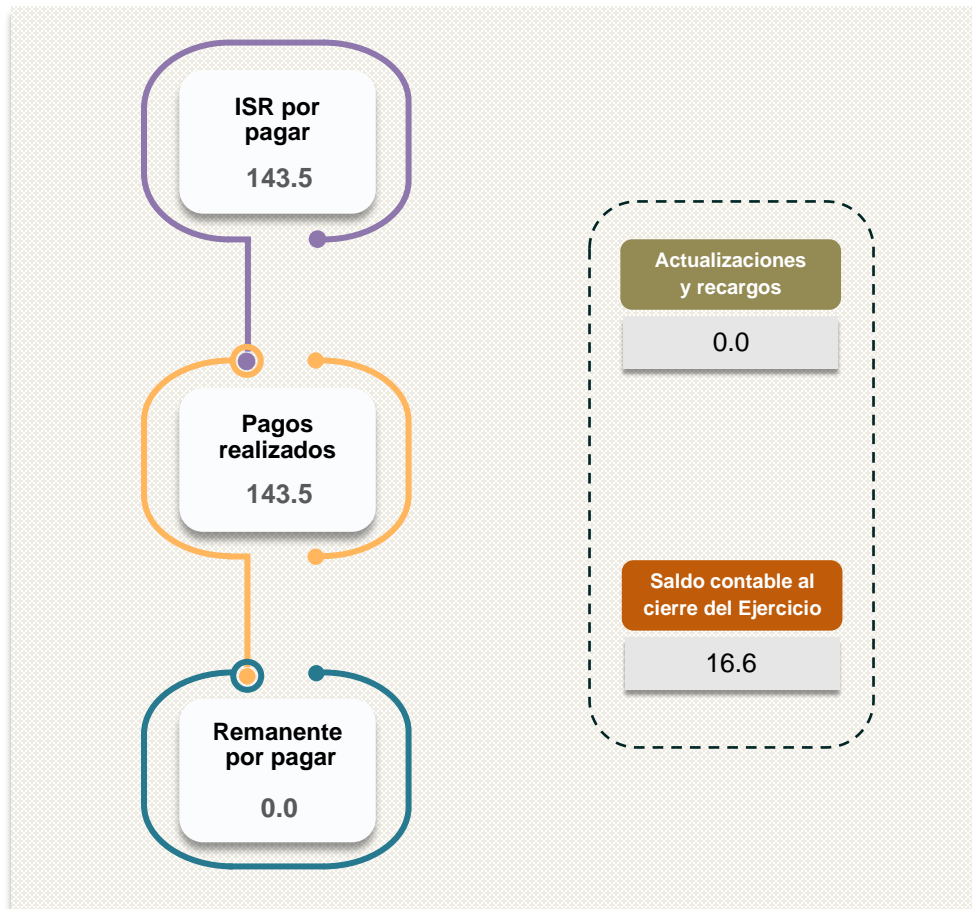 ISR por
pagar
143.5
Pagos
realizados
143.5
Remanente
por pagar
0.0
Actualizaciones
y recargos
0.0
Saldo contable al
cierre del Ejercicio
16.6